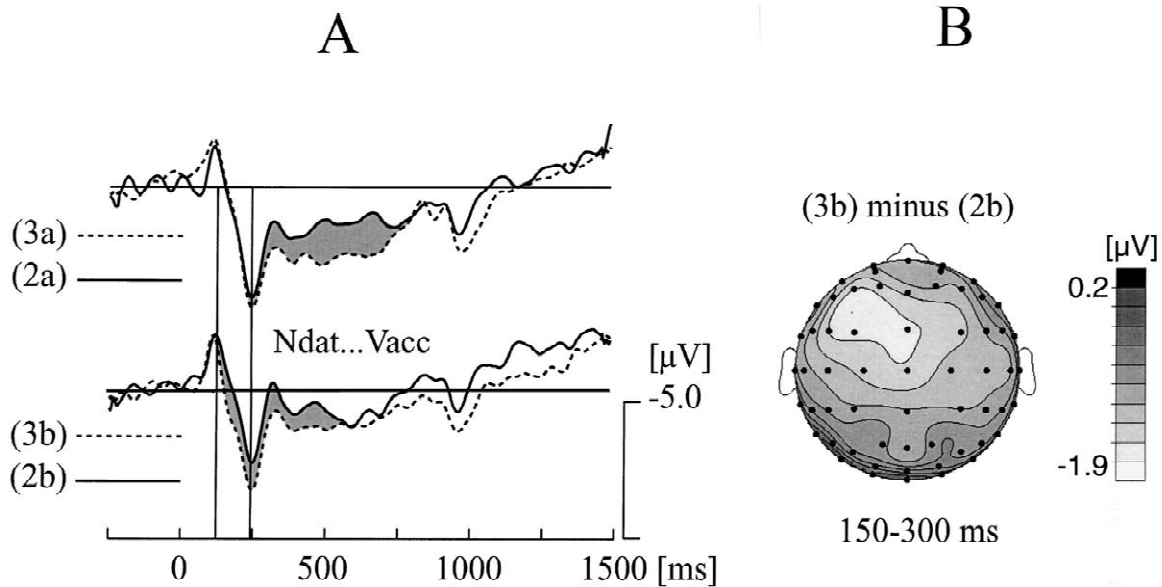 A
B
(3a)
(2a)
Ndat...Vacc
(3b)
(2b)
[µV]
-5.0
0
500
1000
1500 [ms]
(3b) minus (2b)
[µV]
0.2
-1.9
150-300 ms